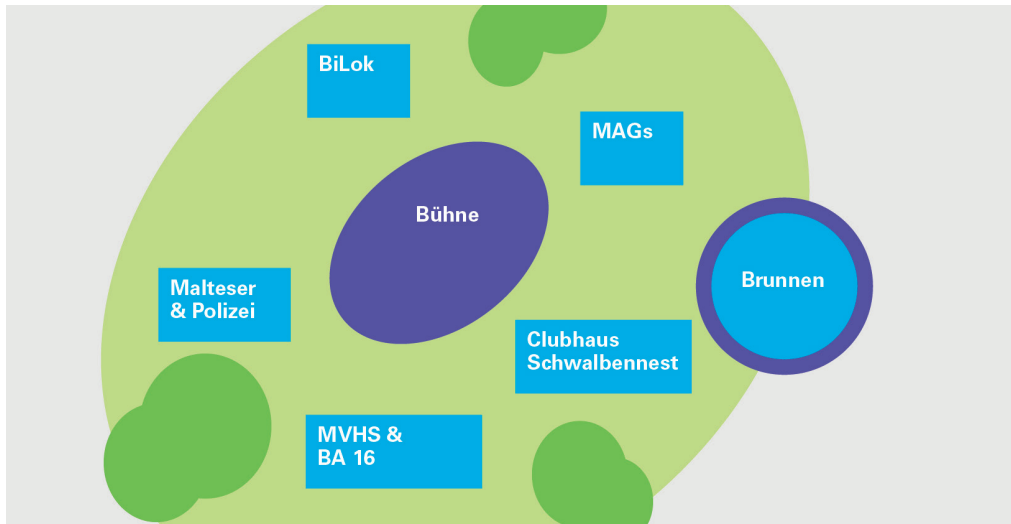 BiLok
MAGs
Bühne
Malteser
& Polizei
Brunnen
Clubhaus
Schwalbennest
MVHS &
BA 16